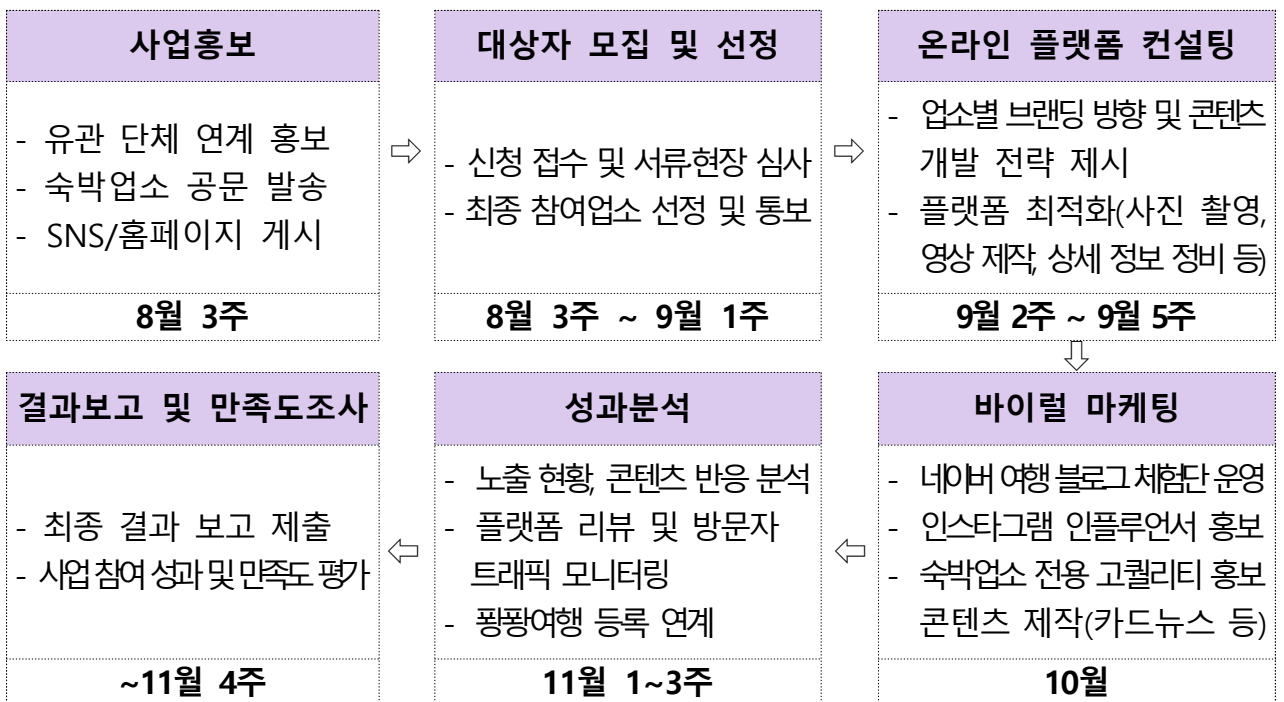 사업홍보
- 유관 단체 연계 홍보
- 숙박업소 공문 발송
- SNS/홈페이지 게시
8월 3주
대상자 모집 및 선정
- 신청 접수 및 서류·현장 심사
- 최종 참여업소 선정 및 통보
8월 3주 ~ 9월 1주
온라인 플랫폼 컨설팅
- 업소별 브랜딩 방향 및 콘텐츠
개발 전략 제시
- 플랫폼 최적화(사진 촬영,
영상 제작, 상세 정보 정비 등)
9월 2주 ~ 9월 5주
바이럴 마케팅
- 네이버 여행 블로그 체험단 운영
- 인스타그램 인플루언서 홍보
- 숙박업소 전용 고퀄리티 홍보
콘텐츠 제작(카드뉴스 등)
10월
성과분석
- 노출 현황, 콘텐츠 반응 분석
- 플랫폼 리뷰 및 방문자
트래픽 모니터링
- 퐝퐝여행 등록 연계
11월 1~3주
결과보고 및 만족도조사
- 최종 결과 보고 제출
- 사업 참여 성과 및 만족도 평가
~11월 4주